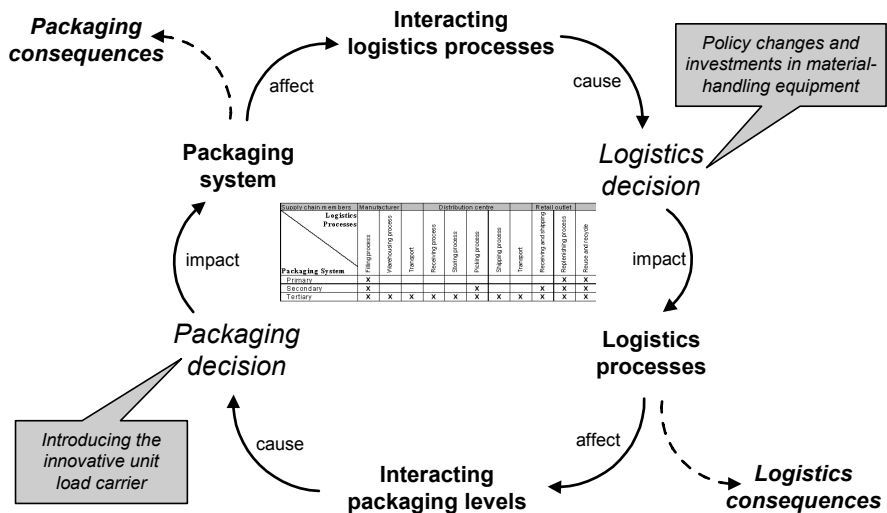 Packaging
consequences
Interacting
logistics processes
Policy changes and
investments in material-
handling equipment
affect
cause
Packaging
system
Logistics
decision
Supply chain members Manufacturer Distribution centre Retail outlet
Logistics
Processes
Filling process
Warehousing process
Transport
Receiving process
Storing process
Picking process
Shipping process
Transport
Receiving and shipping
Replenishing process
Reuse and recycle
Packaging System
Primary X X X
Secondary X X X X X
Tertiary X X X X X X X X X X X
impact
impact
Packaging
decision
Logistics
processes
Introducing the
innovative unit
load carrier
cause
affect
Interacting
packaging levels
Logistics
consequences